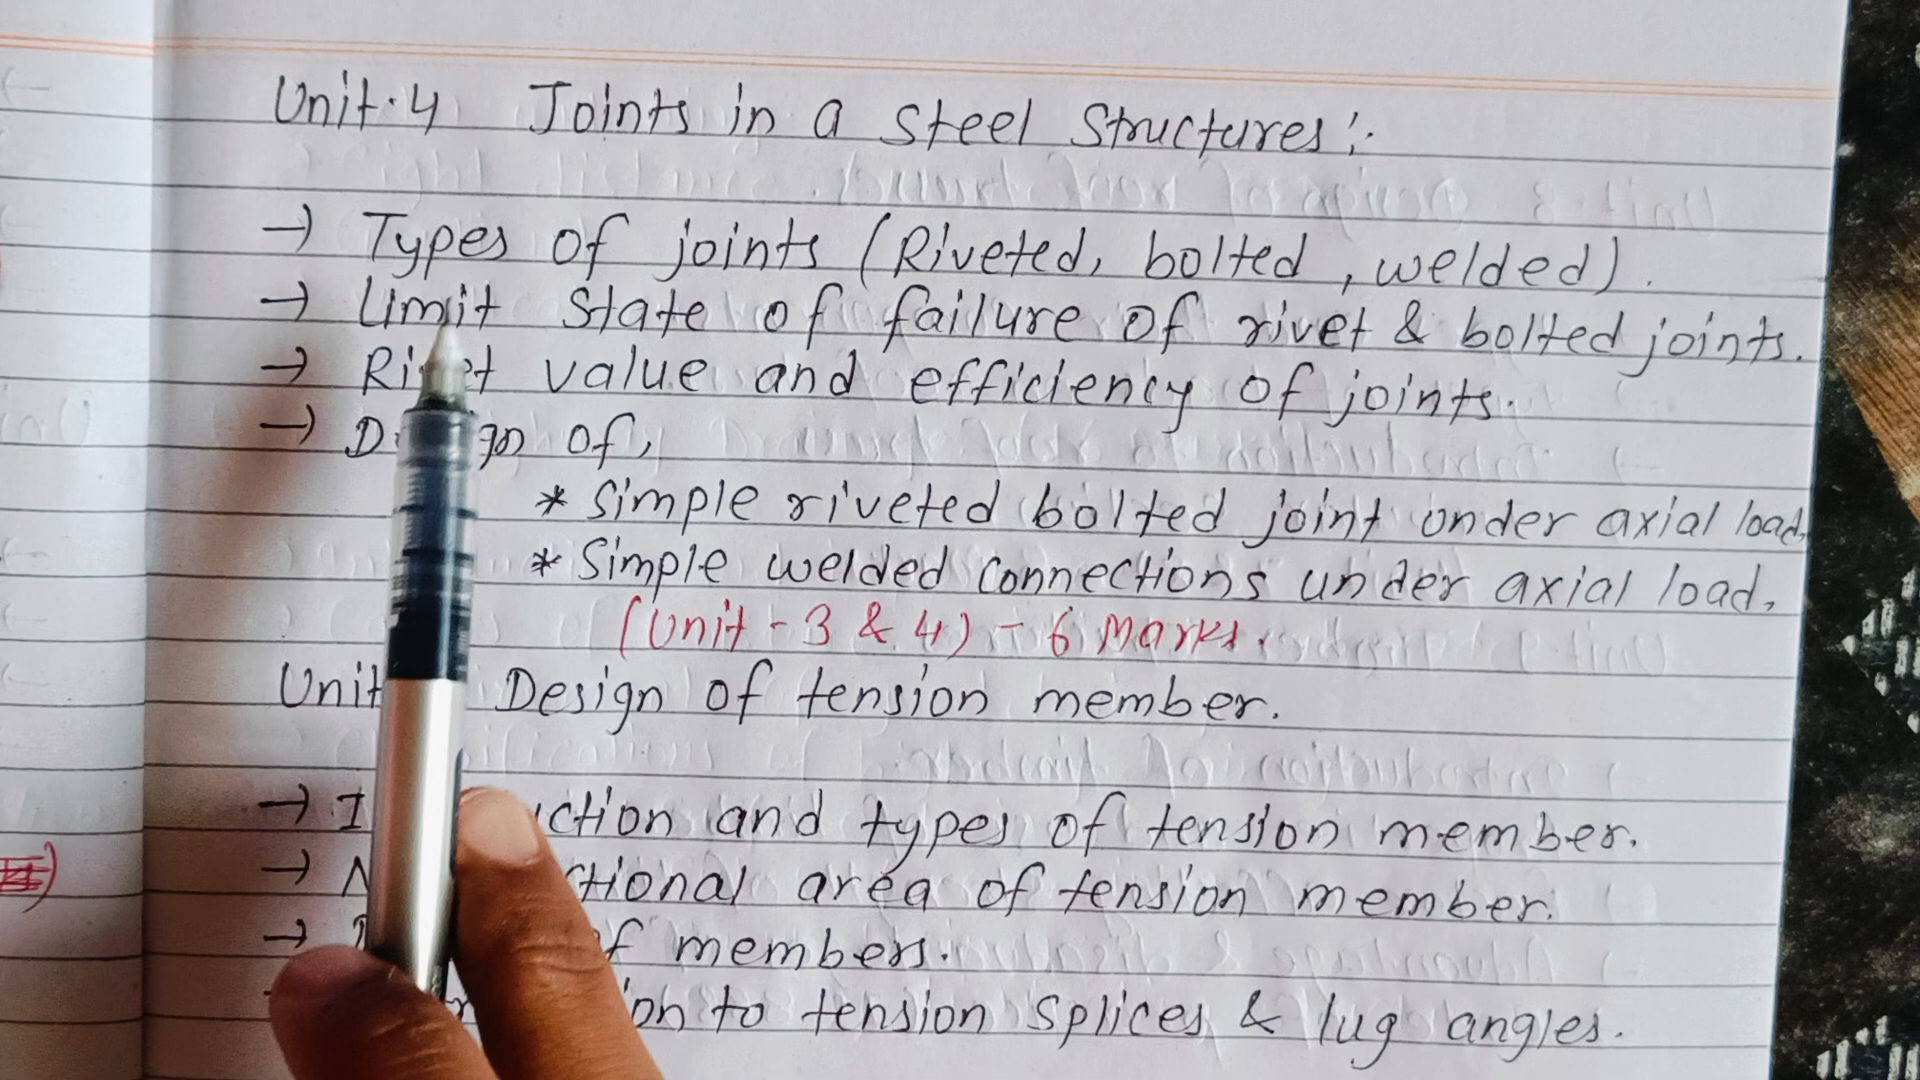 Unit-4 Joints in a Steel Structures:-
→ Types of joints (Riveted, bolted, welded).
→ Limit State of failure of rivet & bolted joints.
→ value and efficiency of joints.
→ of,
* Simple riveted bolted joint under axial load,
* Simple welded connections under axial load,
(Unit - 3 & 4) - 6 Marks.
Unit Design of tension member.
→ and types of tension member.
→ area of tension member.
→ of members.
to tension splices & lug angles.